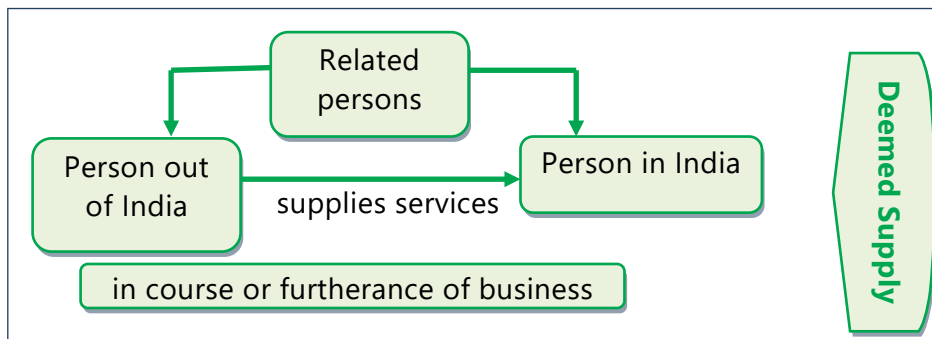 Related
persons
Person out
of India
supplies services
Person in India
in course or furtherance of business
Deemed Supply